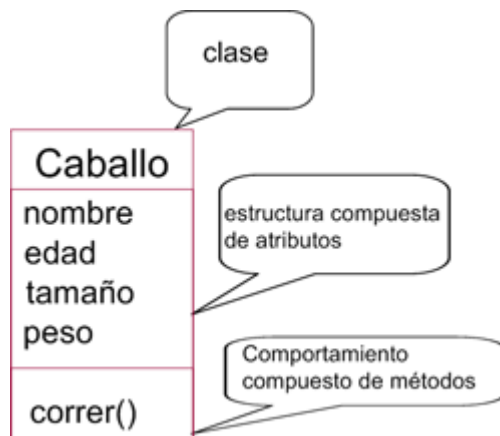 clase
Caballo
nombre
edad
tamaño
peso
estructura compuesta
de atributos
correr()
Comportamiento
compuesto de métodos